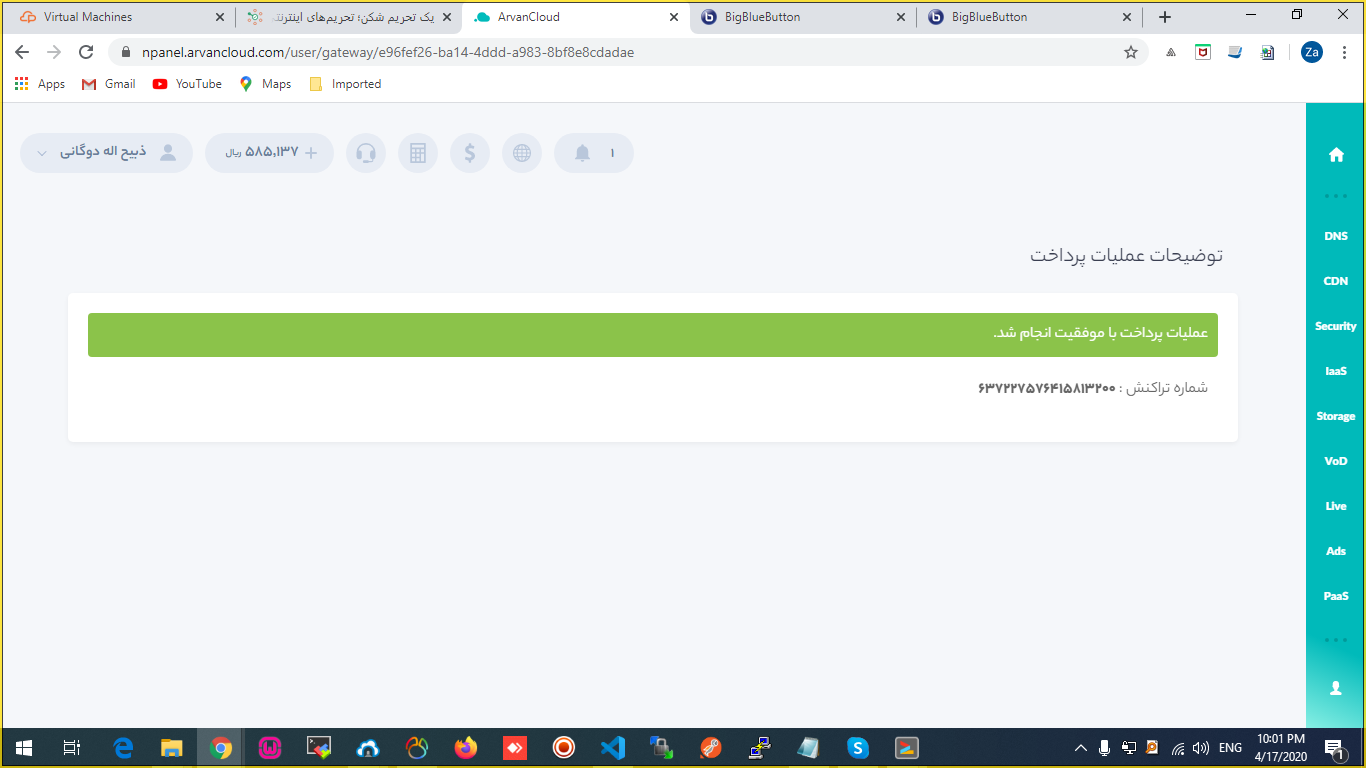 Virtual Machines
یک تحریم شکن؛ تحریم‌های اینترنتی
ArvanCloud
BigBlueButton
BigBlueButton
npanel.arvancloud.com/user/gateway/e96fef26-ba14-4ddd-a983-8bf8e8cdadae
Za
Apps
Gmail
YouTube
Maps
Imported
ذبیح اله دوگانی
۵۸۵,۱۳۷ ریال
۱
DNS
CDN
Security
IaaS
Storage
VoD
Live
Ads
PaaS
توضیحات عملیات پرداخت
عملیات پرداخت با موفقیت انجام شد.
شماره تراکنش : ۶۳۷۲۲۷۵۷۶۴۱۵۸۱۳۲۰۰
ENG
10:01 PM
4/17/2020
1